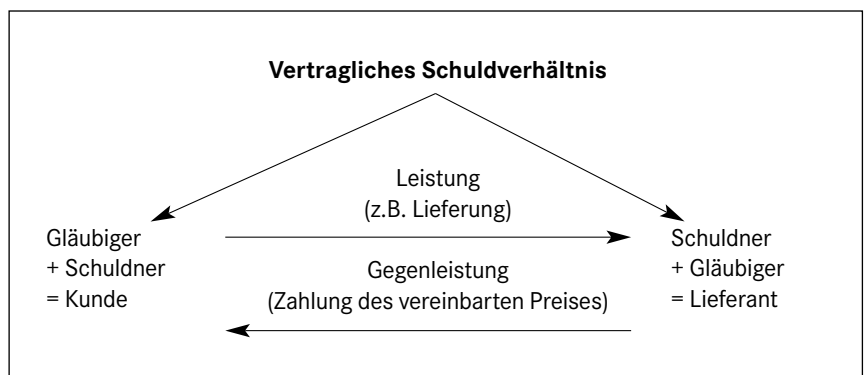 Vertragliches Schuldverhältnis
Leistung
(z.B. Lieferung)
Gläubiger
+ Schuldner
= Kunde
Gegenleistung
(Zahlung des vereinbarten Preises)
Schuldner
+ Gläubiger
= Lieferant